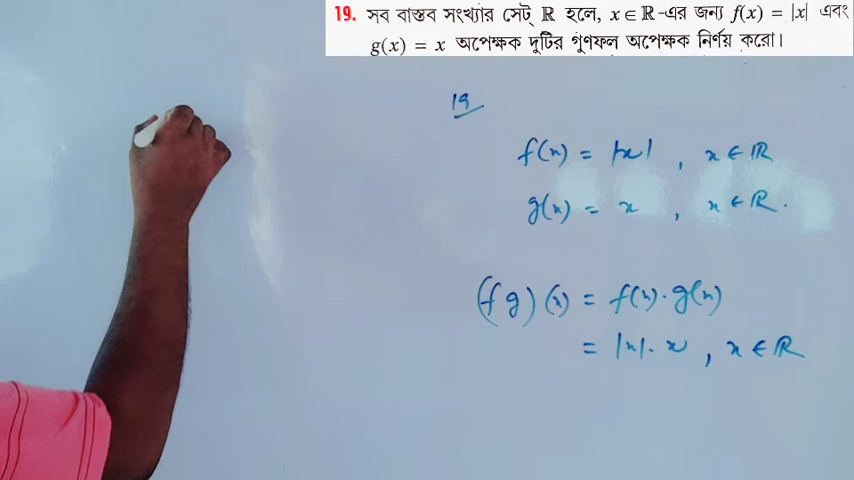 19. সব বাস্তব সংখ্যার সেট্ ℝ হলে, x ∈ ℝ-এর জন্য f(x) = |x| এবং
g(x) = x অপেক্ষক দুটির গুণফল অপেক্ষক নির্ণয় করো।
19
f(x) = |x| , x ∈ ℝ
g(x) = x , x ∈ ℝ.
(fg)(x) = f(x)·g(x)
= |x|·x , x ∈ ℝ